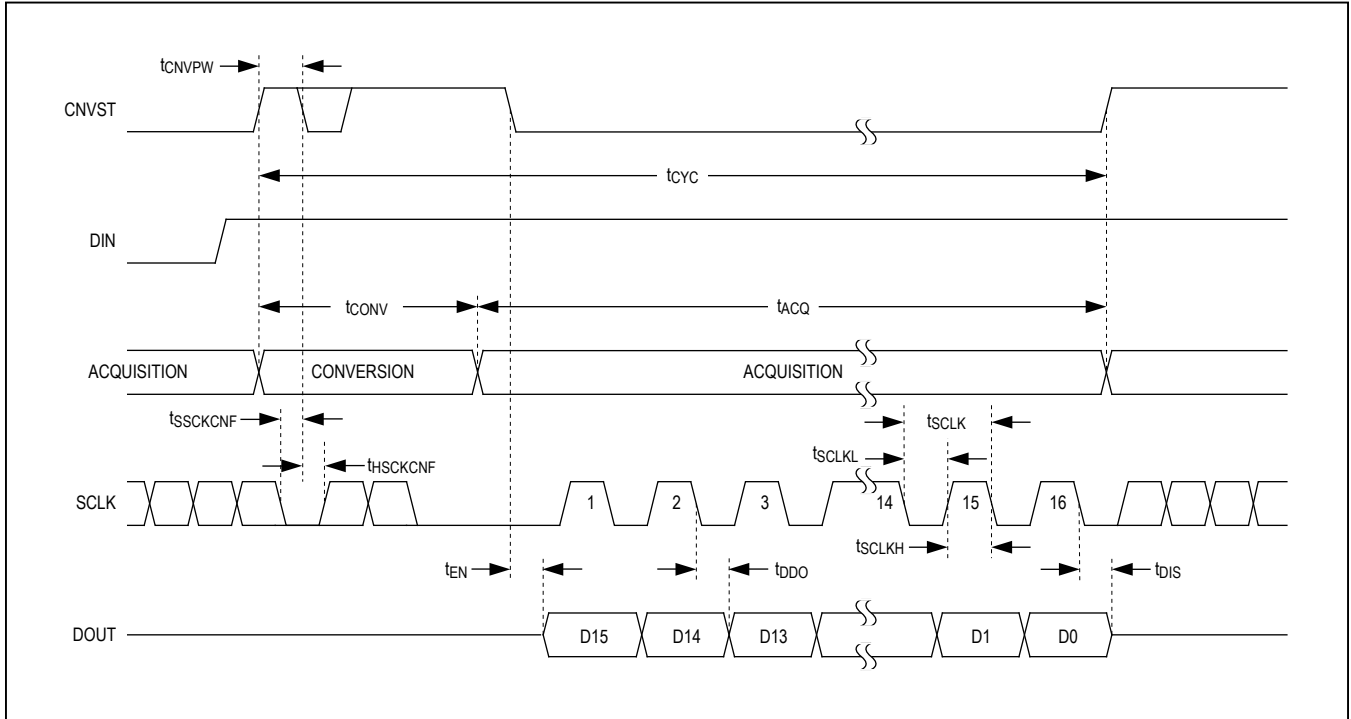 tCNVPW
CNVST
tCYC
DIN
tCONV
tACQ
ACQUISITION
CONVERSION
ACQUISITION
tSSCKCNF
tHSCKCNF
tSCLK
tSCLKL
SCLK
1
2
3
14
15
16
tSCLKH
tEN
tDDO
tDIS
DOUT
D15
D14
D13
D1
D0